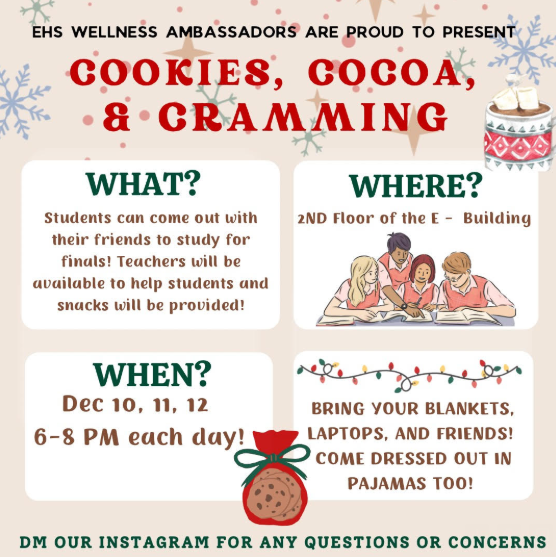 EHS WELLNESS AMBASSADORS ARE PROUD TO PRESENT
COOKIES, COCOA,
& CRAMMING
WHAT?
Students can come out with
their friends to study for
finals! Teachers will be
available to help students and
snacks will be provided!
WHERE?
2ND Floor of the E - Building
WHEN?
Dec 10, 11, 12
6-8 PM each day!
BRING YOUR BLANKETS,
LAPTOPS, AND FRIENDS!
COME DRESSED OUT IN
PAJAMAS TOO!
DM OUR INSTAGRAM FOR ANY QUESTIONS OR CONCERNS